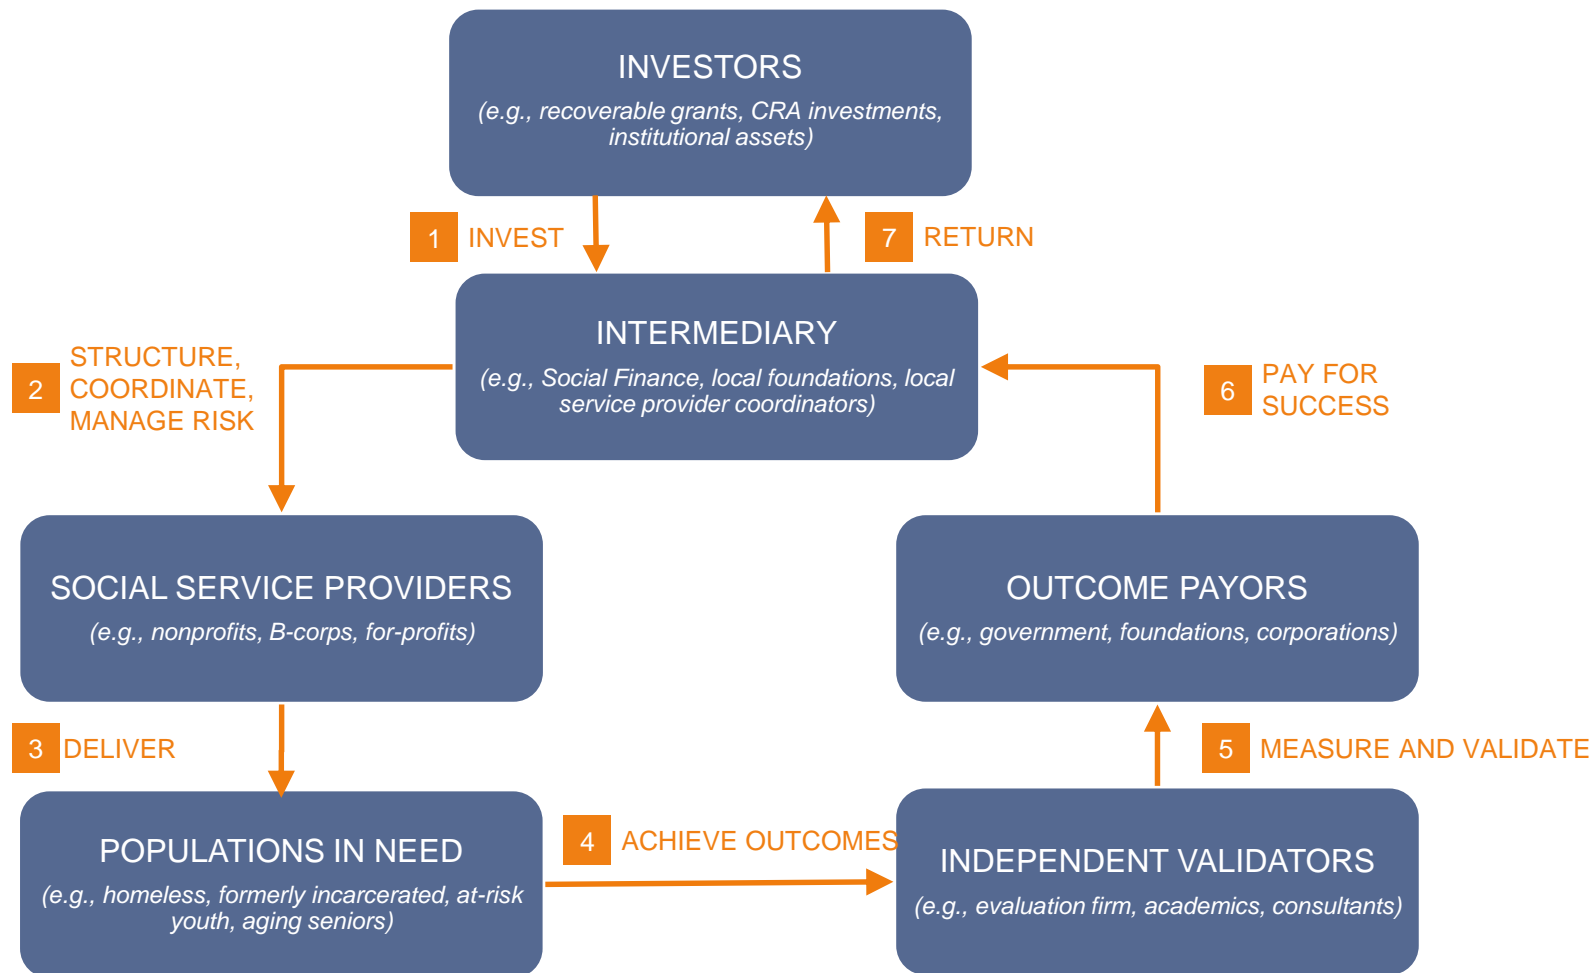 INVESTORS
(e.g., recoverable grants, CRA investments,
institutional assets)
1 INVEST
7 RETURN
INTERMEDIARY
(e.g., Social Finance, local foundations, local
service provider coordinators)
2 STRUCTURE,
COORDINATE,
MANAGE RISK
6 PAY FOR
SUCCESS
SOCIAL SERVICE PROVIDERS
(e.g., nonprofits, B-corps, for-profits)
OUTCOME PAYORS
(e.g., government, foundations, corporations)
3 DELIVER
5 MEASURE AND VALIDATE
POPULATIONS IN NEED
(e.g., homeless, formerly incarcerated, at-risk
youth, aging seniors)
4 ACHIEVE OUTCOMES
INDEPENDENT VALIDATORS
(e.g., evaluation firm, academics, consultants)